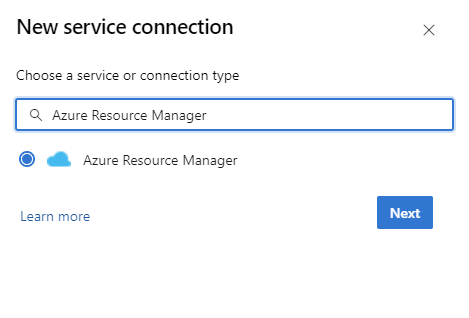 New service connection
Choose a service or connection type
Azure Resource Manager
Azure Resource Manager
Learn more
Next